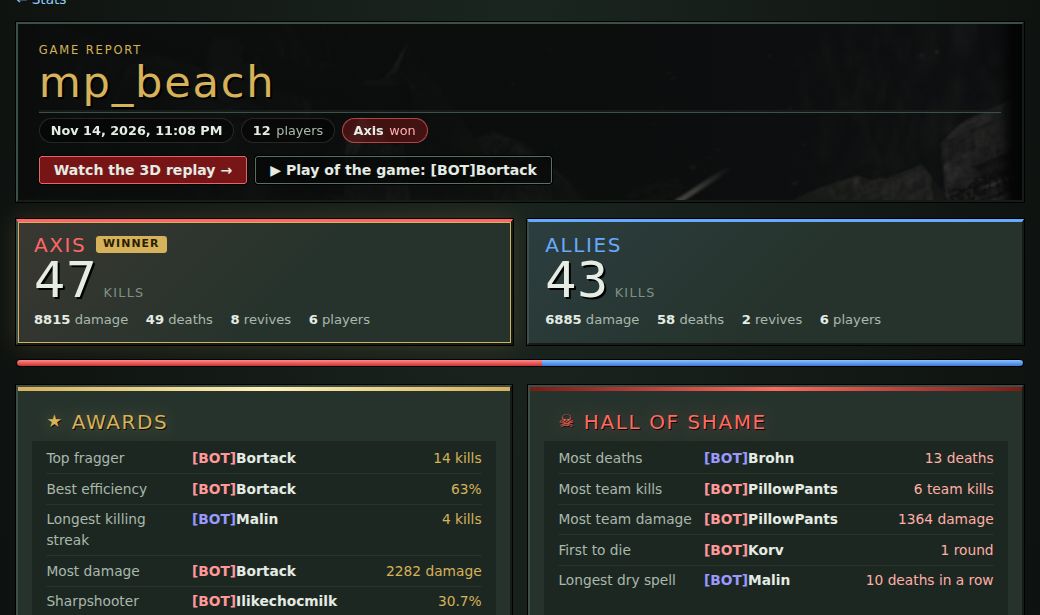 ← Stats
GAME REPORT
mp_beach
Nov 14, 2026, 11:08 PM 12 players Axis won
Watch the 3D replay → ▶ Play of the game: [BOT]Bortack
AXIS WINNER
47 KILLS
8815 damage 49 deaths 8 revives 6 players
ALLIES
43 KILLS
6885 damage 58 deaths 2 revives 6 players
★ AWARDS
Top fragger [BOT]Bortack 14 kills
Best efficiency [BOT]Bortack 63%
Longest killing streak [BOT]Malin 4 kills
Most damage [BOT]Bortack 2282 damage
Sharpshooter [BOT]Ilikechocmilk 30.7%
☠ HALL OF SHAME
Most deaths [BOT]Brohn 13 deaths
Most team kills [BOT]PillowPants 6 team kills
Most team damage [BOT]PillowPants 1364 damage
First to die [BOT]Korv 1 round
Longest dry spell [BOT]Malin 10 deaths in a row